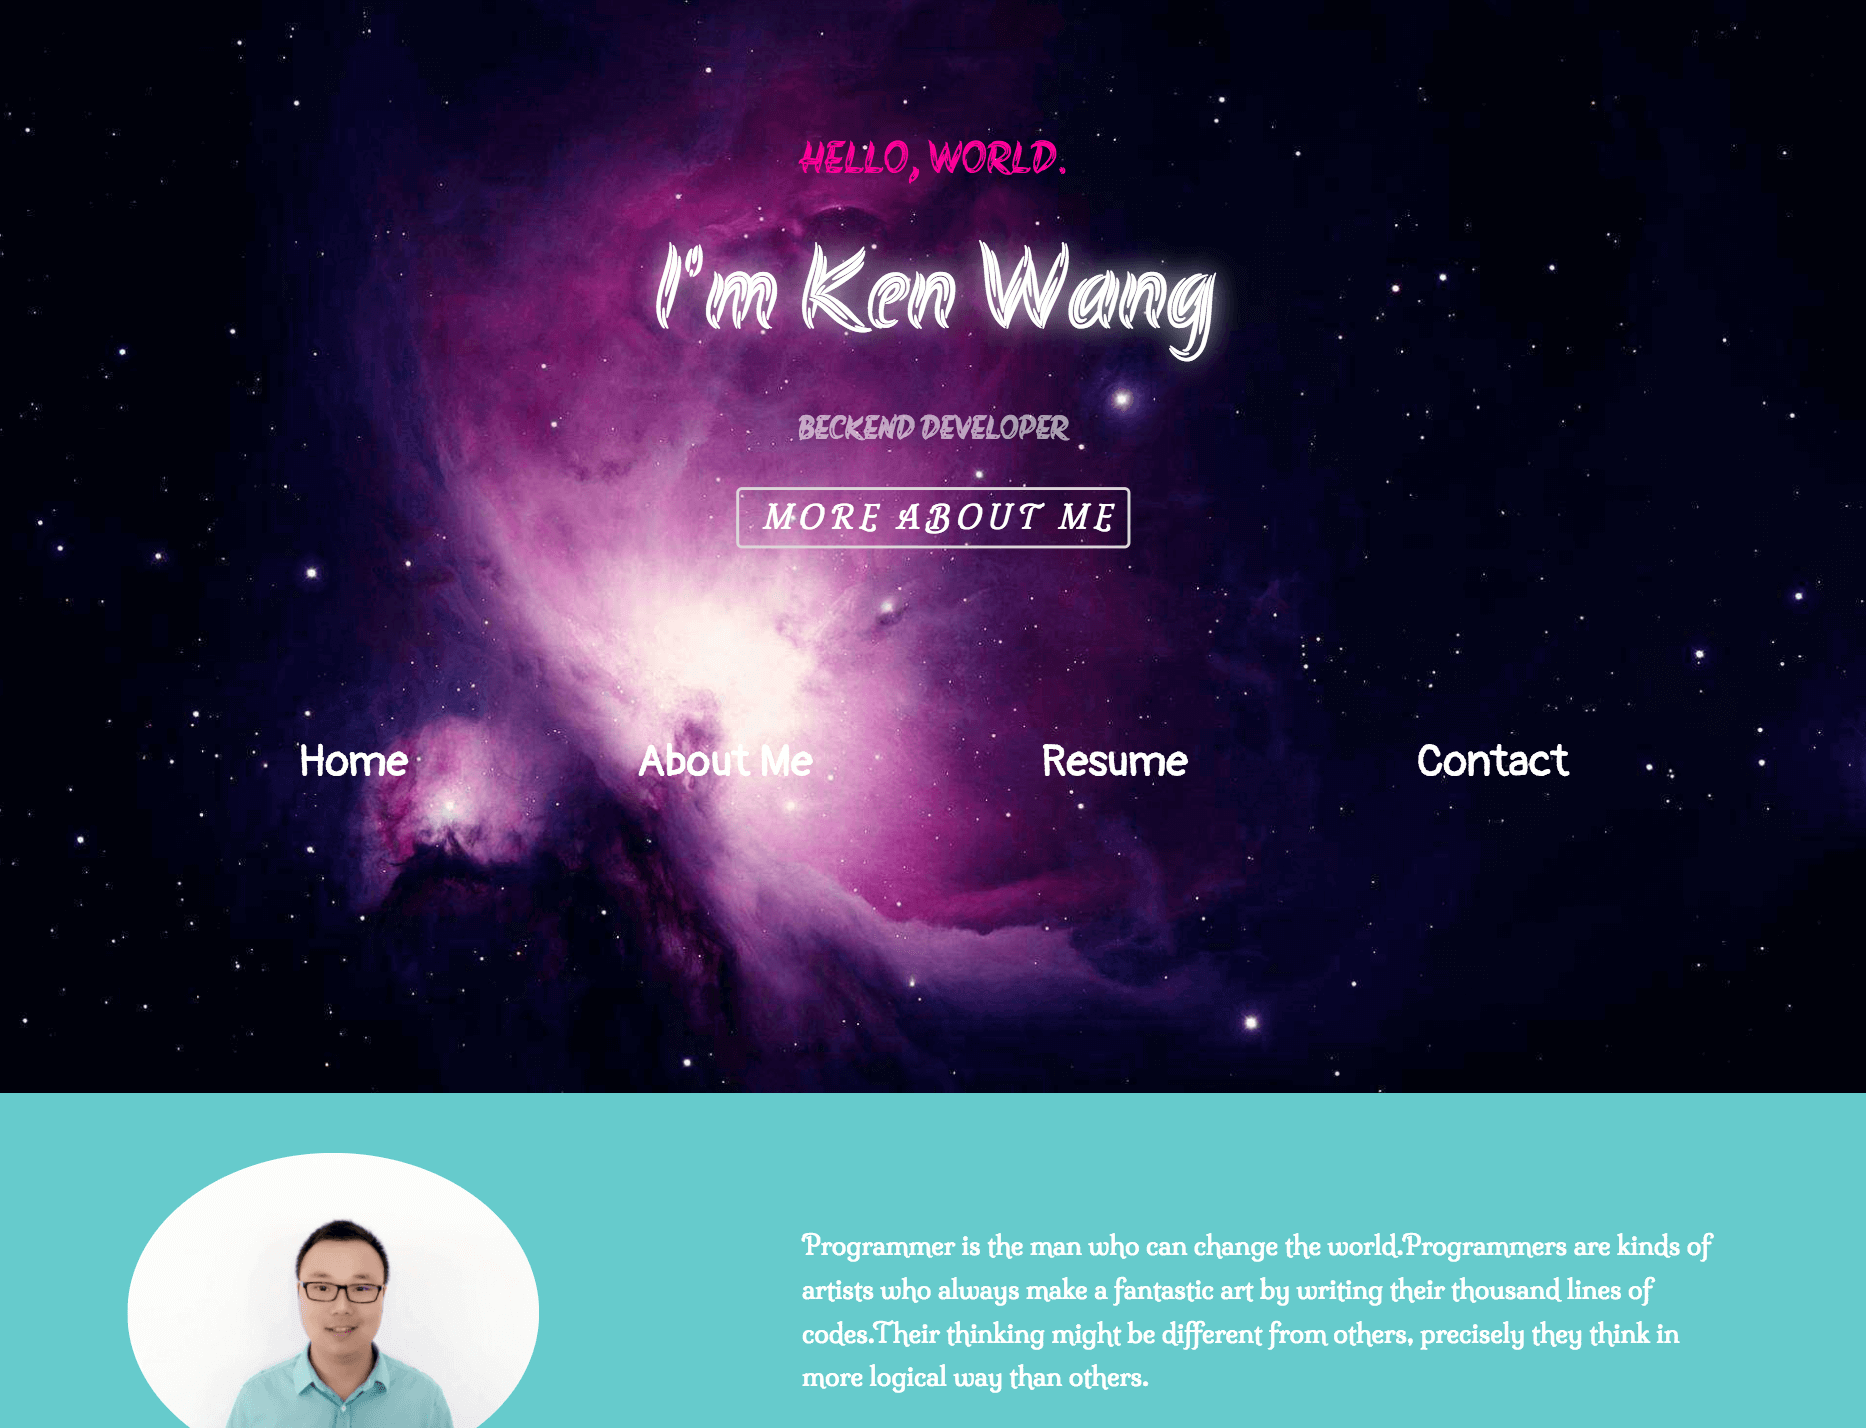 HELLO, WORLD.
I'm Ken Wang
BECKEND DEVELOPER
MORE ABOUT ME
Home About Me Resume Contact
Programmer is the man who can change the world.Programmers are kinds of
artists who always make a fantastic art by writing their thousand lines of
codes.Their thinking might be different from others, precisely they think in
more logical way than others.